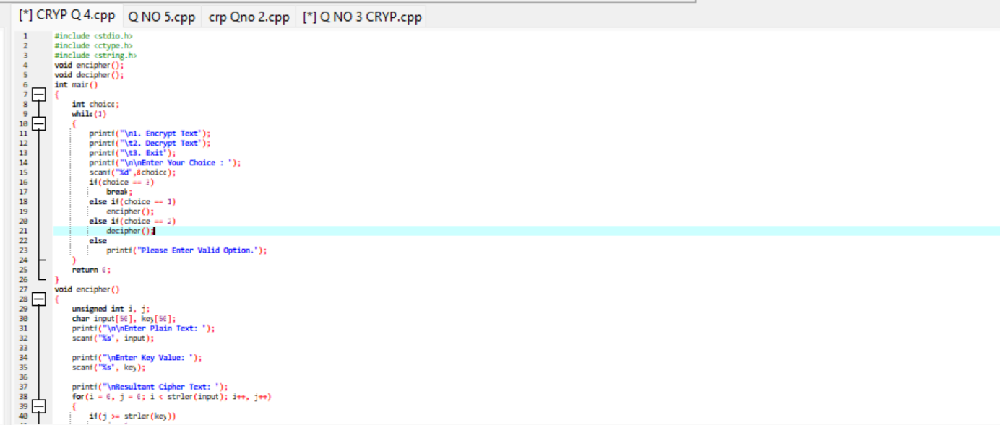 [*] CRYP Q 4.cpp Q NO 5.cpp crp Qno 2.cpp [*] Q NO 3 CRYP.cpp
1 #include <stdio.h>
2 #include <ctype.h>
3 #include <string.h>
4 void encipher();
5 void decipher();
6 int main()
7 {
8 int choice;
9 while(1)
10 {
11 printf("\n1. Encrypt Text");
12 printf("\t2. Decrypt Text");
13 printf("\t3. Exit");
14 printf("\n\nEnter Your Choice : ");
15 scanf("%d",&choice);
16 if(choice == 3)
17 break;
18 else if(choice == 1)
19 encipher();
20 else if(choice == 2)
21 decipher();
22 else
23 printf("Please Enter Valid Option.");
24 }
25 return 0;
26 }
27 void encipher()
28 {
29 unsigned int i, j;
30 char input[50], key[50];
31 printf("\n\nEnter Plain Text: ");
32 scanf("%s", input);
33
34 printf("\nEnter Key Value: ");
35 scanf("%s", key);
36
37 printf("\nResultant Cipher Text: ");
38 for(i = 0, j = 0; i < strlen(input); i++, j++)
39 {
40 if(j >= strlen(key))